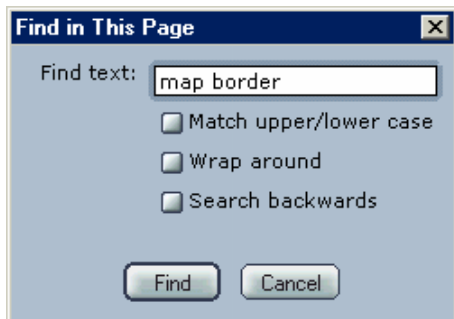 Find in This Page
Find text: map border
Match upper/lower case
Wrap around
Search backwards
Find Cancel